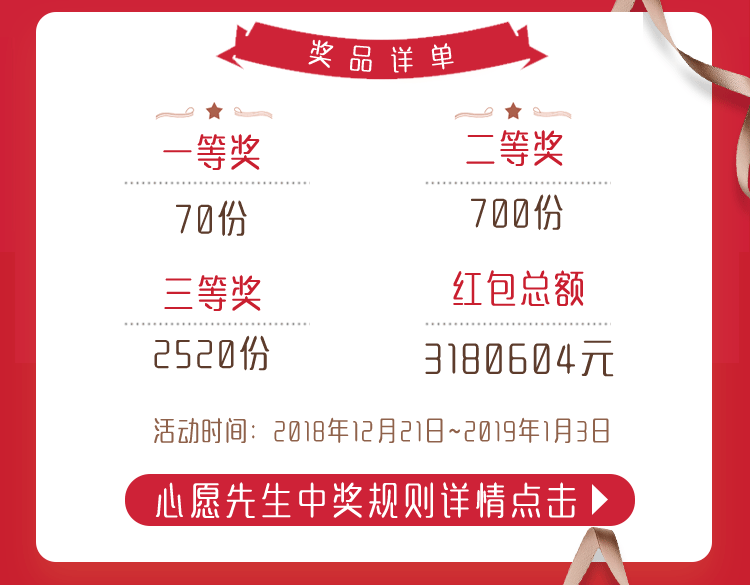 奖品详单
一等奖
二等奖
70份
700份
三等奖
红包总额
2520份
3180604元
活动时间：2018年12月21日~2019年1月3日
心愿先生中奖规则详情点击